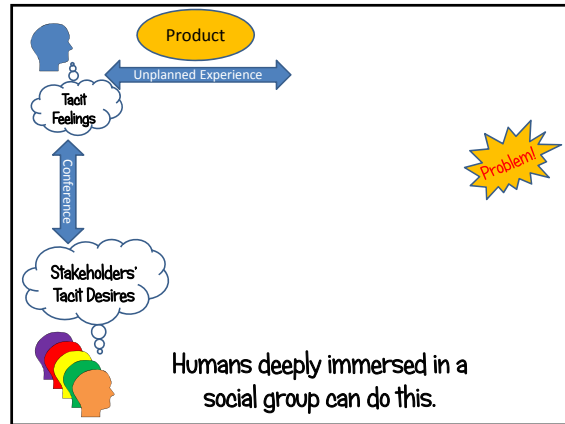 Product
Unplanned Experience
Tacit
Feelings
Conference
Problem!
Stakeholders'
Tacit Desires
Humans deeply immersed in a
social group can do this.